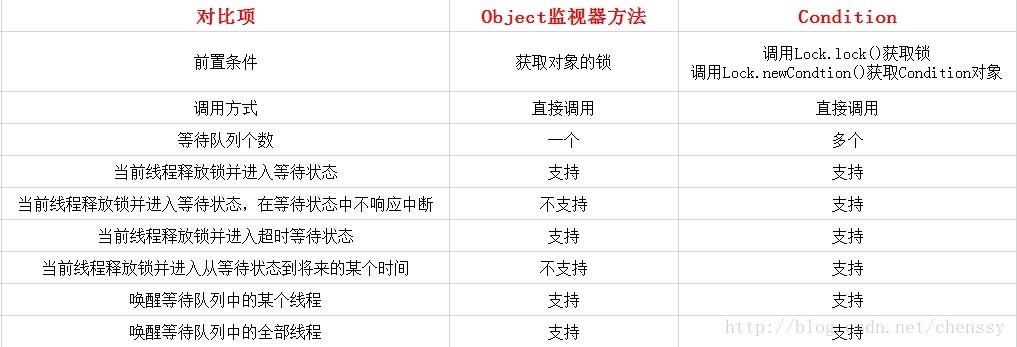 对比项 Object监视器方法 Condition
前置条件 获取对象的锁 调用Lock.lock()获取锁
调用Lock.newCondtion()获取Condition对象
调用方式 直接调用 直接调用
等待队列个数 一个 多个
当前线程释放锁并进入等待状态 支持 支持
当前线程释放锁并进入等待状态，在等待状态中不响应中断 不支持 支持
当前线程释放锁并进入超时等待状态 支持 支持
当前线程释放锁并进入从等待状态到将来的某个时间 不支持 支持
唤醒等待队列中的某个线程 支持 支持
唤醒等待队列中的全部线程 支持 支持
http://blog.csdn.net/chenssy